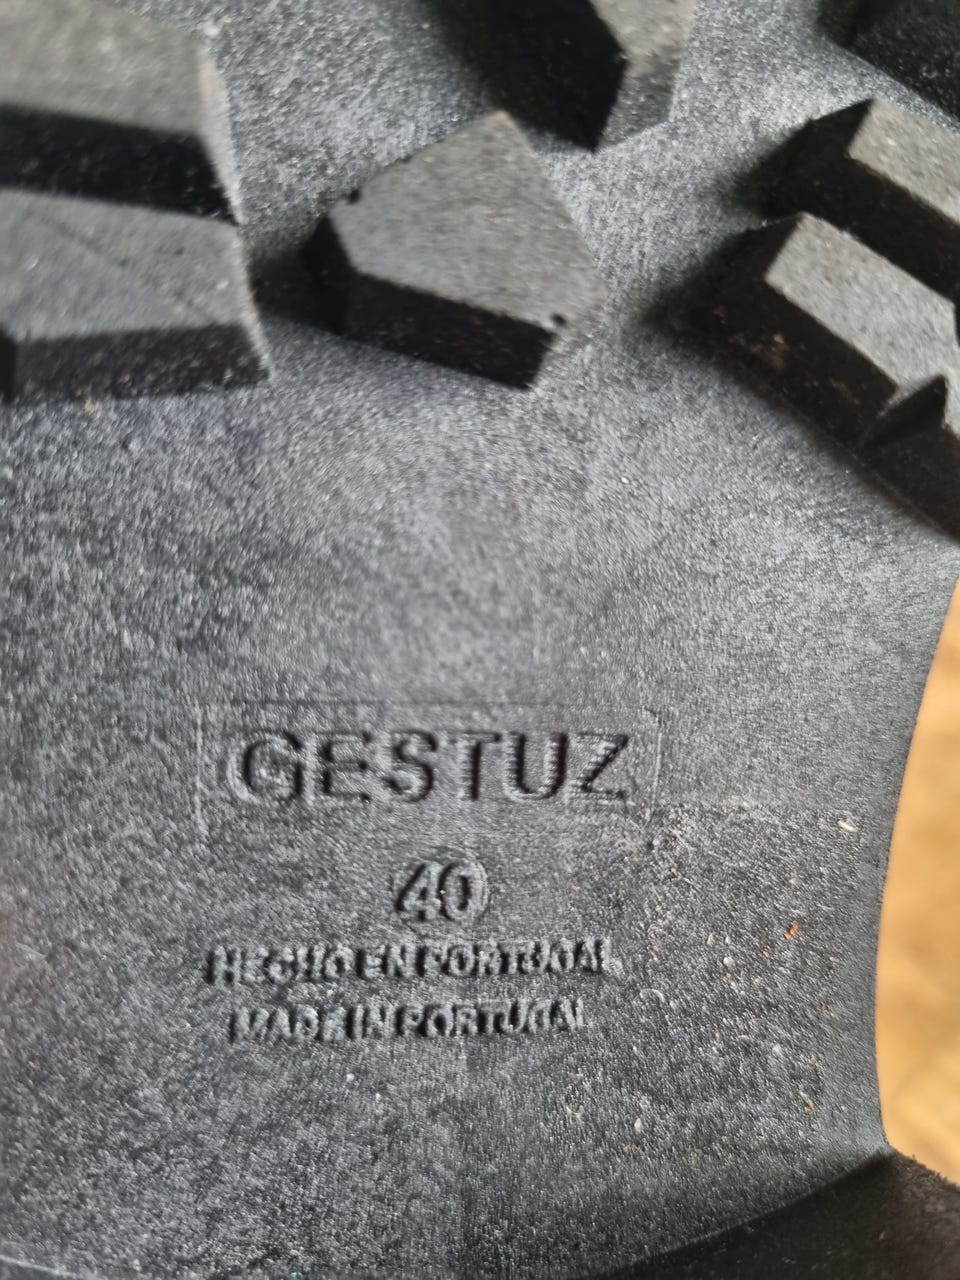 GESTUZ
40
HECHO EN PORTUGAL
MADE IN PORTUGAL